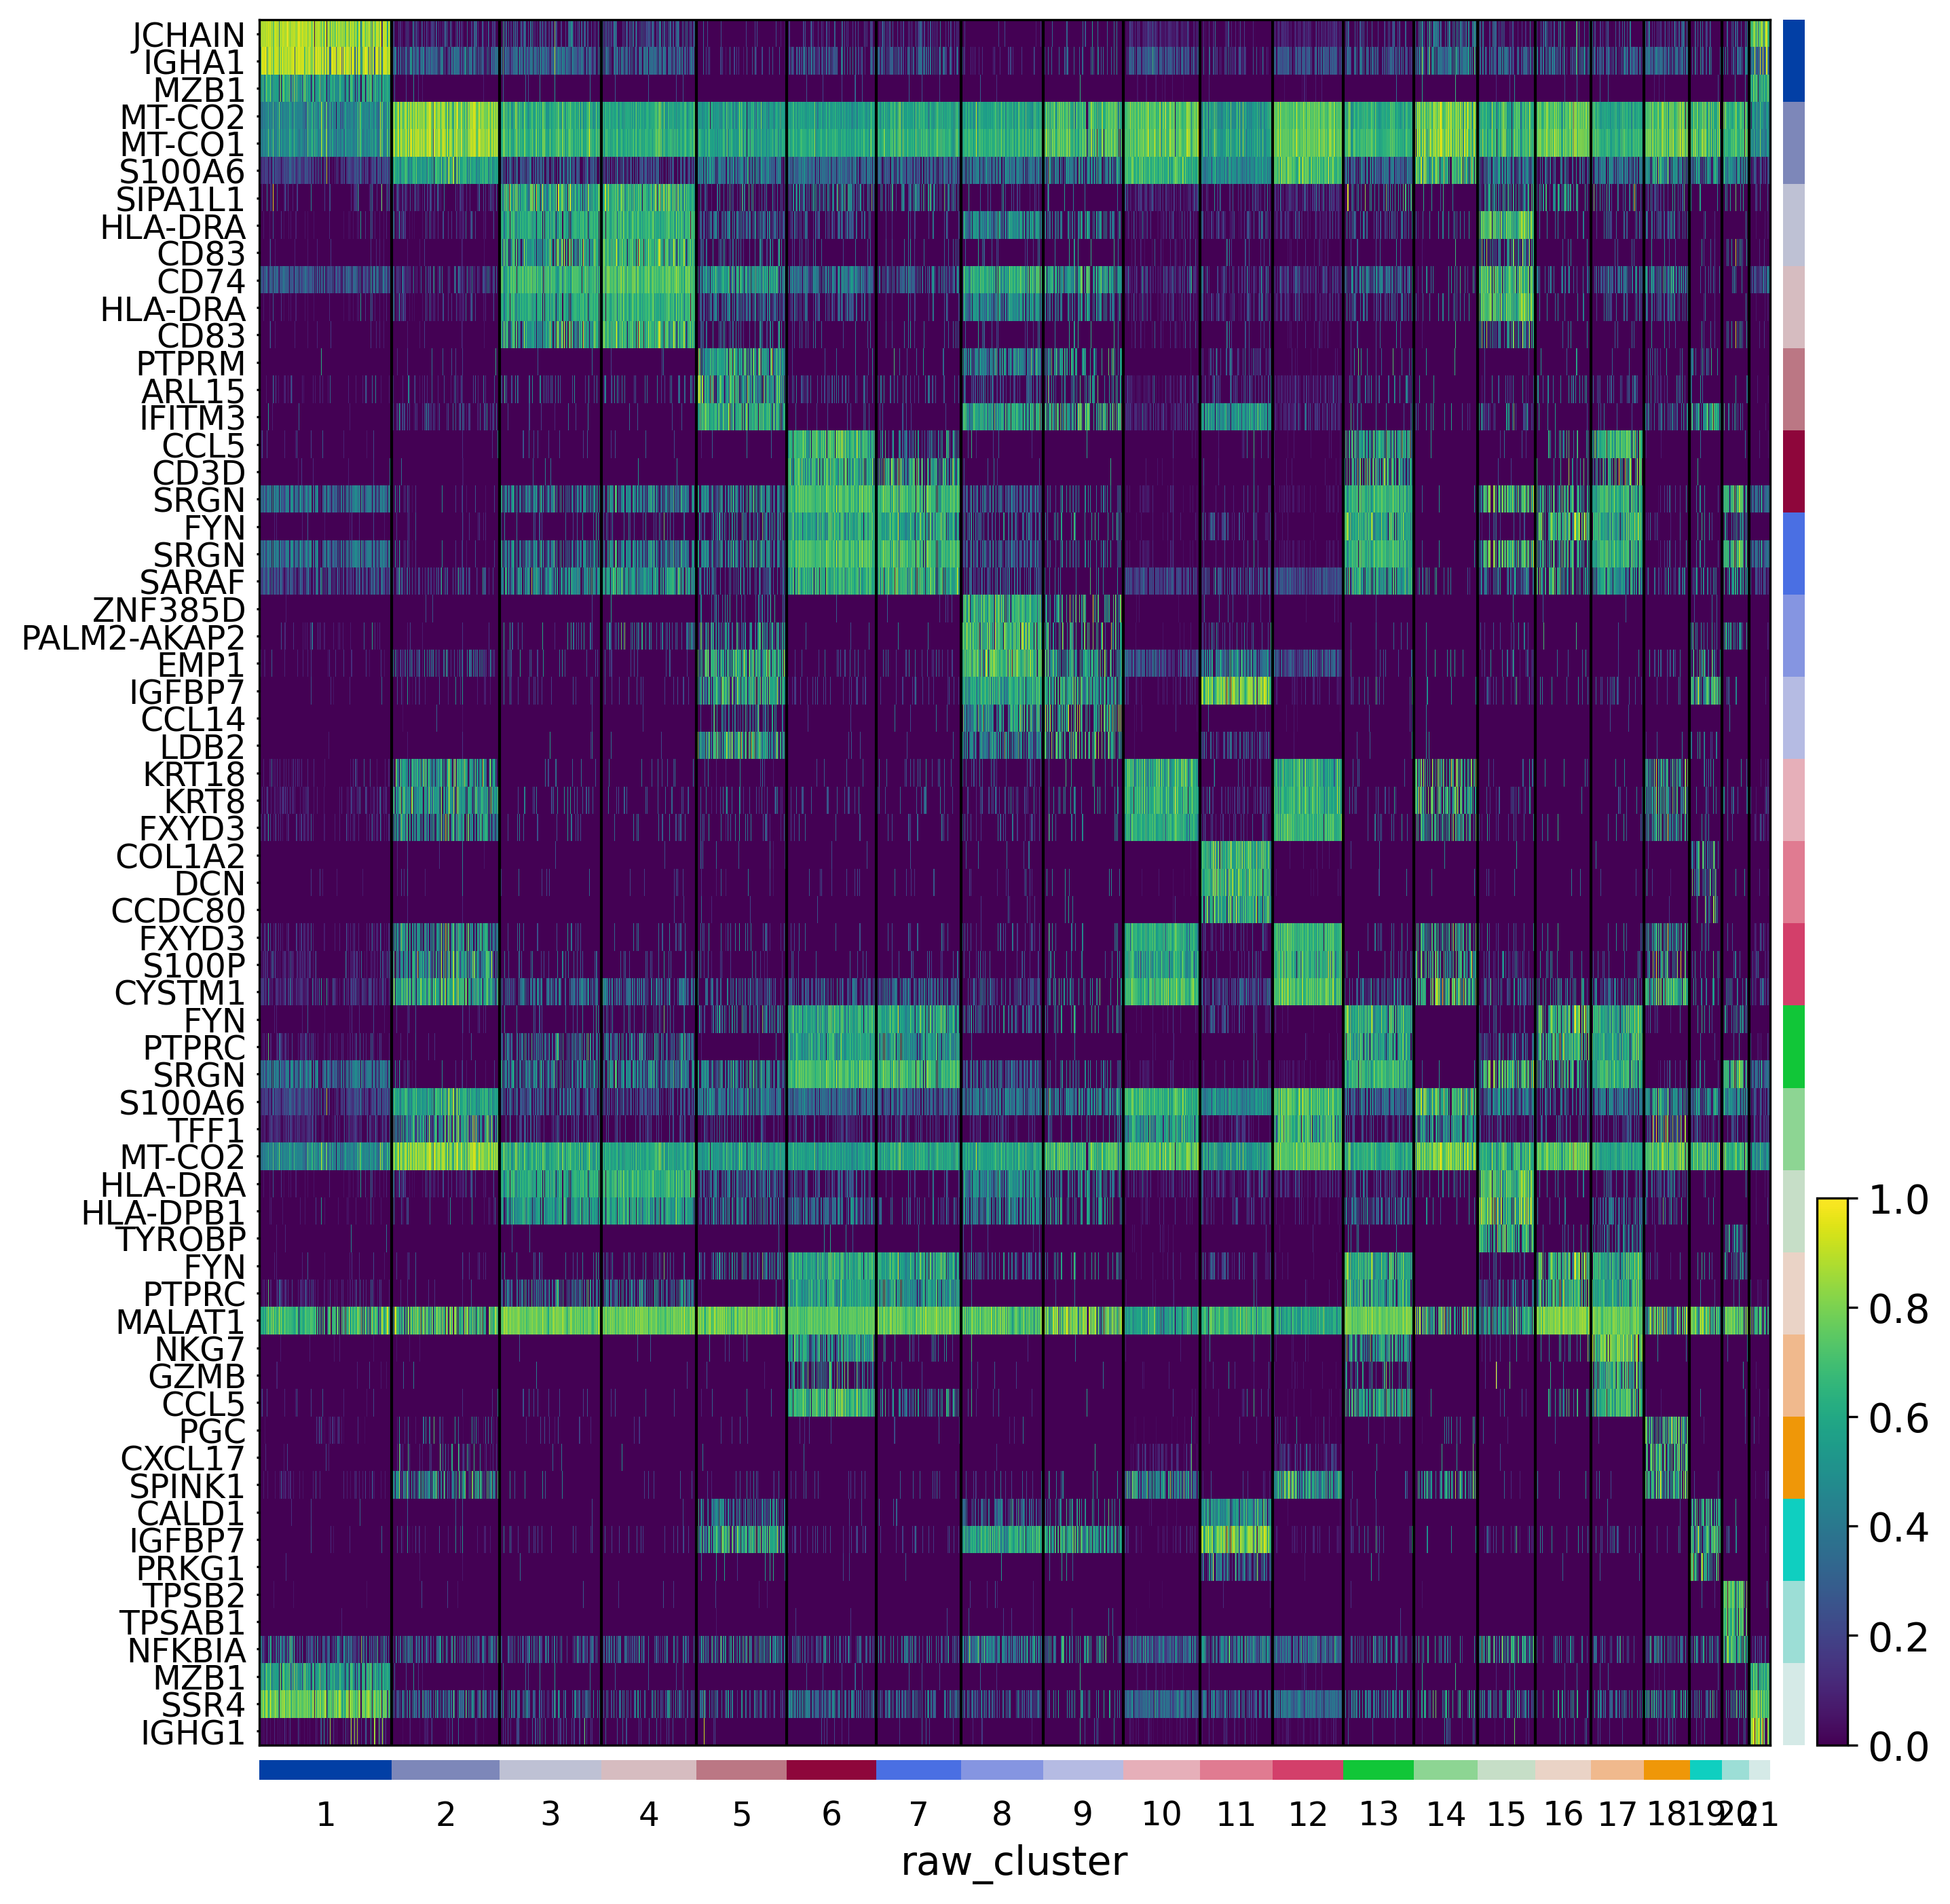 JCHAIN
IGHA1
MZB1
MT-CO2
MT-CO1
S100A6
SIPA1L1
HLA-DRA
CD83
CD74
HLA-DRA
CD83
PTPRM
ARL15
IFITM3
CCL5
CD3D
SRGN
FYN
SRGN
SARAF
ZNF385D
PALM2-AKAP2
EMP1
IGFBP7
CCL14
LDB2
KRT18
KRT8
FXYD3
COL1A2
DCN
CCDC80
FXYD3
S100P
CYSTM1
FYN
PTPRC
SRGN
S100A6
TFF1
MT-CO2
HLA-DRA
HLA-DPB1
TYROBP
FYN
PTPRC
MALAT1
NKG7
GZMB
CCL5
PGC
CXCL17
SPINK1
CALD1
IGFBP7
PRKG1
TPSB2
TPSAB1
NFKBIA
MZB1
SSR4
IGHG1
1.0
0.8
0.6
0.4
0.2
0.0
1 2 3 4 5 6 7 8 9 10 11 12 13 14 15 16 17 18 19 20 21
raw_cluster